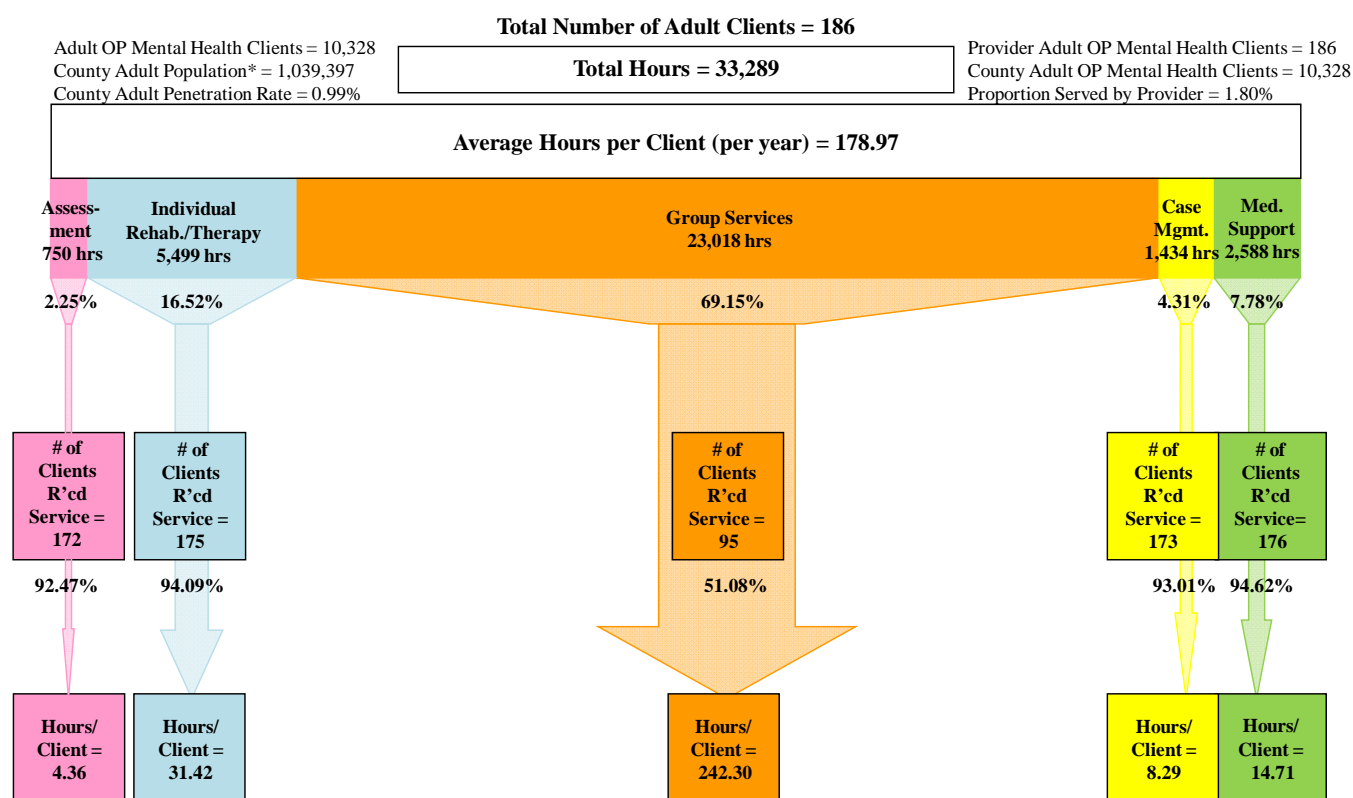 Total Number of Adult Clients = 186
Adult OP Mental Health Clients = 10,328
County Adult Population* = 1,039,397
County Adult Penetration Rate = 0.99%
Total Hours = 33,289
Provider Adult OP Mental Health Clients = 186
County Adult OP Mental Health Clients = 10,328
Proportion Served by Provider = 1.80%
Average Hours per Client (per year) = 178.97
Assess-
ment
750 hrs
Individual
Rehab./Therapy
5,499 hrs
Group Services
23,018 hrs
Case
Mgmt.
1,434 hrs
Med.
Support
2,588 hrs
2.25%
16.52%
69.15%
4.31%
7.78%
# of
Clients
R'cd
Service =
172
# of
Clients
R'cd
Service =
175
# of
Clients
R'cd
Service =
95
# of
Clients
R'cd
Service =
173
# of
Clients
R'cd
Service=
176
92.47%
94.09%
51.08%
93.01%
94.62%
Hours/
Client =
4.36
Hours/
Client =
31.42
Hours/
Client =
242.30
Hours/
Client =
8.29
Hours/
Client =
14.71